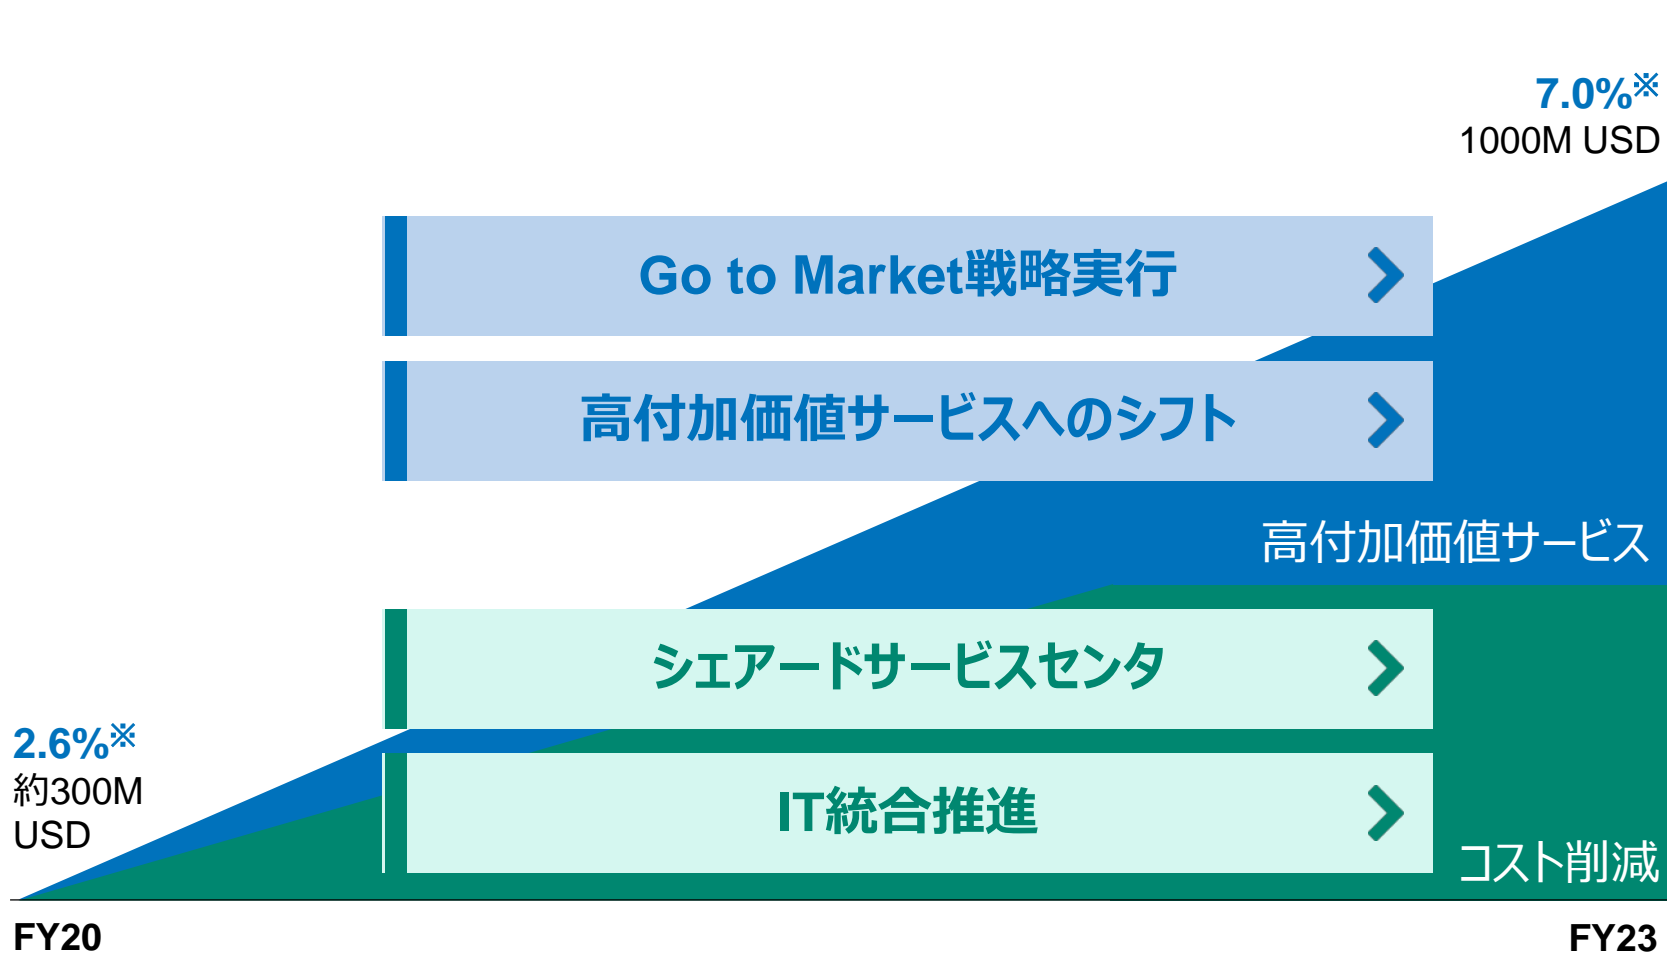 7.0%※
1000M USD
Go to Market戦略実行
高付加価値サービスへのシフト
高付加価値サービス
シェアードサービスセンタ
2.6%※
約300M
USD
IT統合推進
コスト削減
FY20
FY23